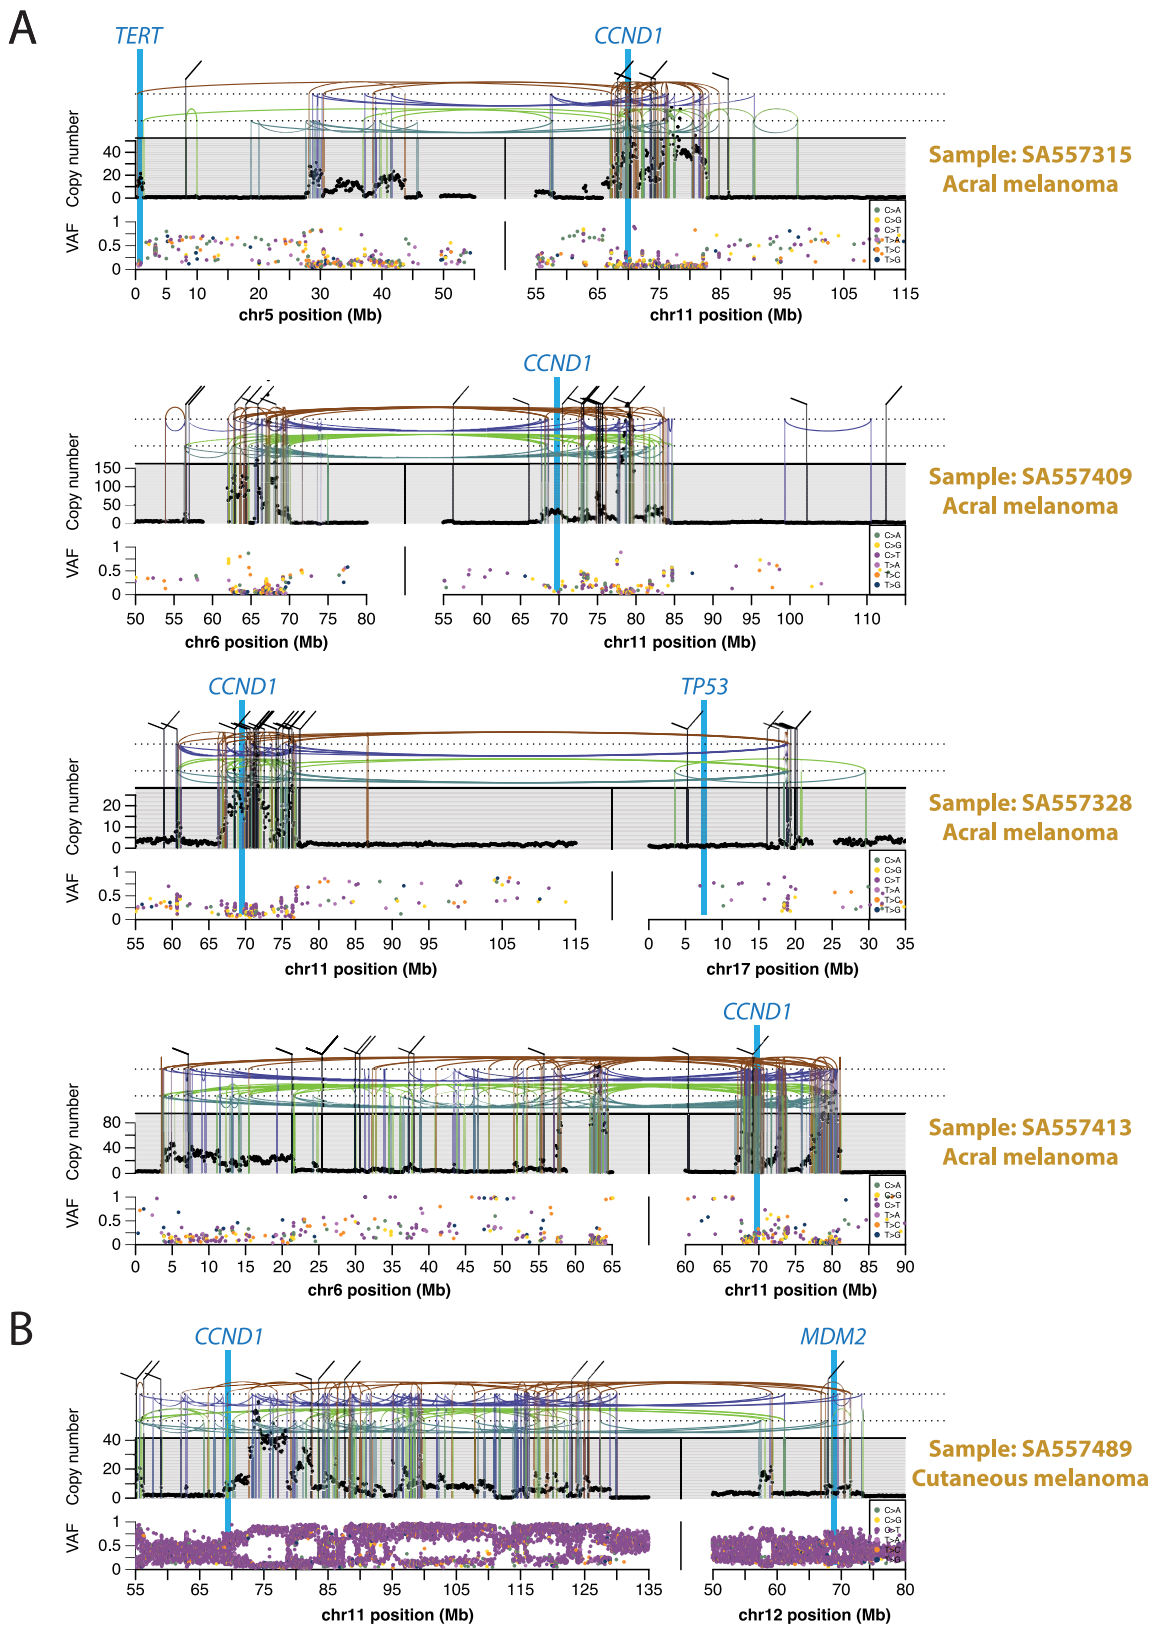 A
TERT CCND1
Copy number
40
20
0
VAF
1
0.5
0
C>A
C>G
C>T
T>A
T>C
T>G
0 5 10 20 30 40 50 55 65 75 85 95 105 115
chr5 position (Mb) chr11 position (Mb)
Sample: SA557315
Acral melanoma
CCND1
Copy number
150
100
50
0
VAF
1
0.5
0
C>A
C>G
C>T
T>A
T>C
T>G
50 55 60 65 70 75 80 55 60 65 70 75 80 85 90 95 100 110
chr6 position (Mb) chr11 position (Mb)
Sample: SA557409
Acral melanoma
CCND1 TP53
Copy number
20
10
0
VAF
1
0.5
0
C>A
C>G
C>T
T>A
T>C
T>G
55 60 65 70 75 80 85 90 95 105 115 0 5 10 15 20 25 30 35
chr11 position (Mb) chr17 position (Mb)
Sample: SA557328
Acral melanoma
CCND1
Copy number
80
40
0
VAF
1
0.5
0
C>A
C>G
C>T
T>A
T>C
T>G
0 5 10 15 20 25 30 35 40 45 50 55 60 65 60 65 70 75 80 85 90
chr6 position (Mb) chr11 position (Mb)
Sample: SA557413
Acral melanoma
B
CCND1 MDM2
Copy number
40
20
0
VAF
1
0.5
0
C>A
C>G
C>T
T>A
T>C
T>G
55 65 75 85 95 105 115 125 135 50 60 70 80
chr11 position (Mb) chr12 position (Mb)
Sample: SA557489
Cutaneous melanoma